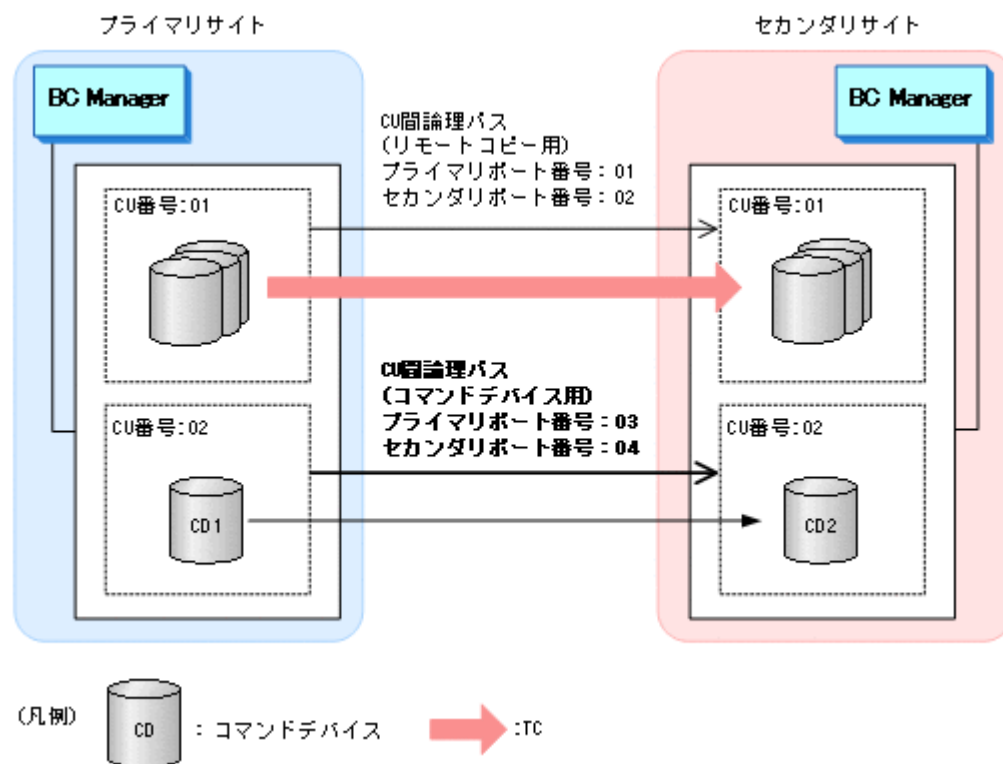 プライマリサイト
セカンダリサイト
BC Manager
BC Manager
CU間論理パス
(リモートコピー用)
プライマリポート番号：01
セカンダリポート番号：02
CU番号:01
CU番号:01
CU間論理パス
(コマンドデバイス用)
プライマリポート番号：03
セカンダリポート番号：04
CU番号:02
CU番号:02
CD1
CD2
(凡例)
CD
：コマンドデバイス
:TC